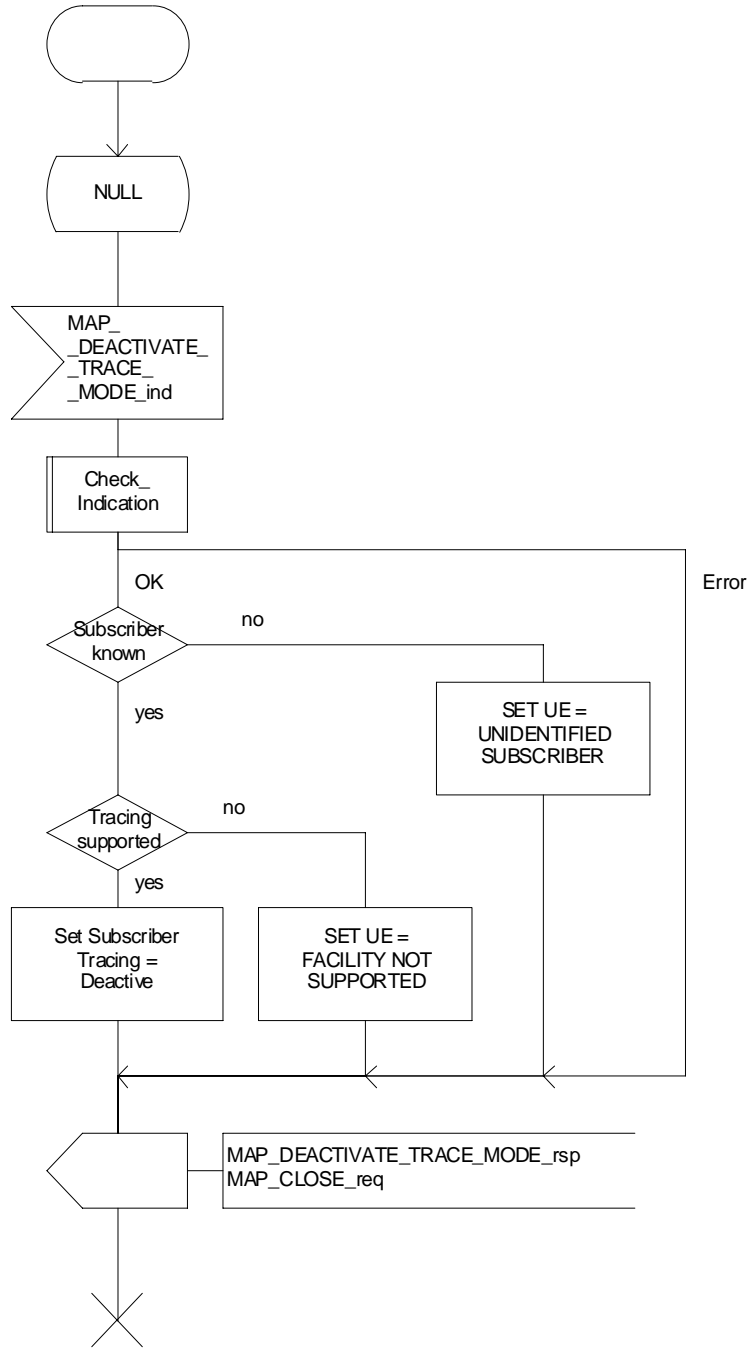 NULL
MAP_
_DEACTIVATE_
_TRACE_
_MODE_ind
Check_
Indication
OK
Error
Subscriber
known
no
yes
SET UE =
UNIDENTIFIED
SUBSCRIBER
Tracing
supported
no
yes
Set Subscriber
Tracing =
Deactive
SET UE =
FACILITY NOT
SUPPORTED
MAP_DEACTIVATE_TRACE_MODE_rsp
MAP_CLOSE_req